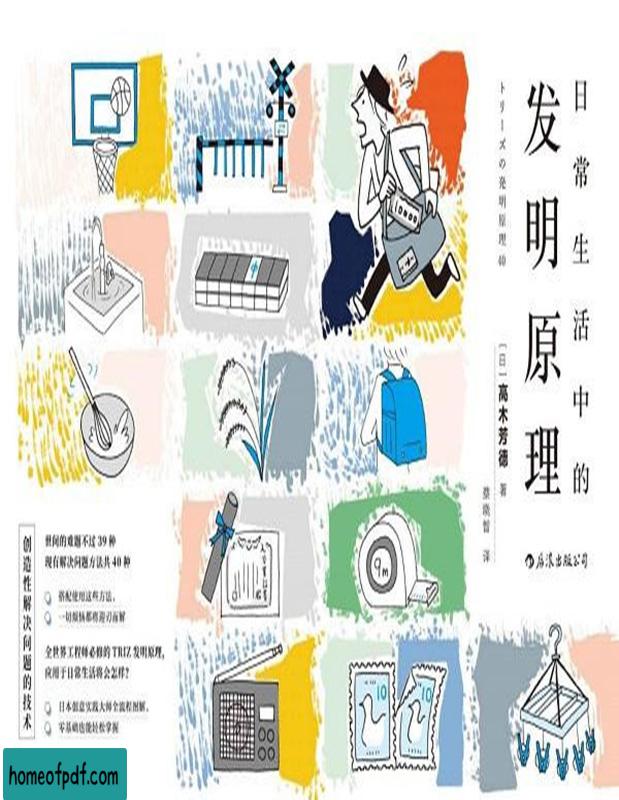 日常生活中的
发明原理
トリーズの発明原理40
［日］高木芳德 著
蔡晓智 译
后浪出版公司
创造性解决问题的技术
世间的难题不过39种
现有解决问题方法共40种
搭配使用这些方法，
一切烦恼都将迎刃而解
全世界工程师必修的TRIZ发明原理，
应用于日常生活将会怎样？
日本创意实践大师全流程图解，
零基础也能轻松掌握
9m
10
10
homeofpdf.com